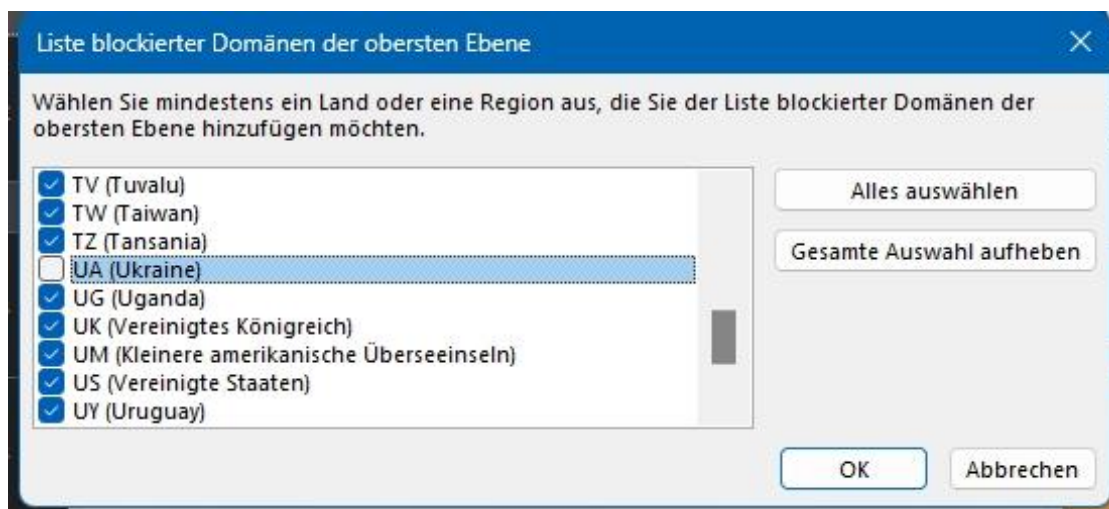 Liste blockierter Domänen der obersten Ebene
Wählen Sie mindestens ein Land oder eine Region aus, die Sie der Liste blockierter Domänen der
obersten Ebene hinzufügen möchten.
TV (Tuvalu)
TW (Taiwan)
TZ (Tansania)
UA (Ukraine)
UG (Uganda)
UK (Vereinigtes Königreich)
UM (Kleinere amerikanische Überseeinseln)
US (Vereinigte Staaten)
UY (Uruguay)
Alles auswählen
Gesamte Auswahl aufheben
OK
Abbrechen